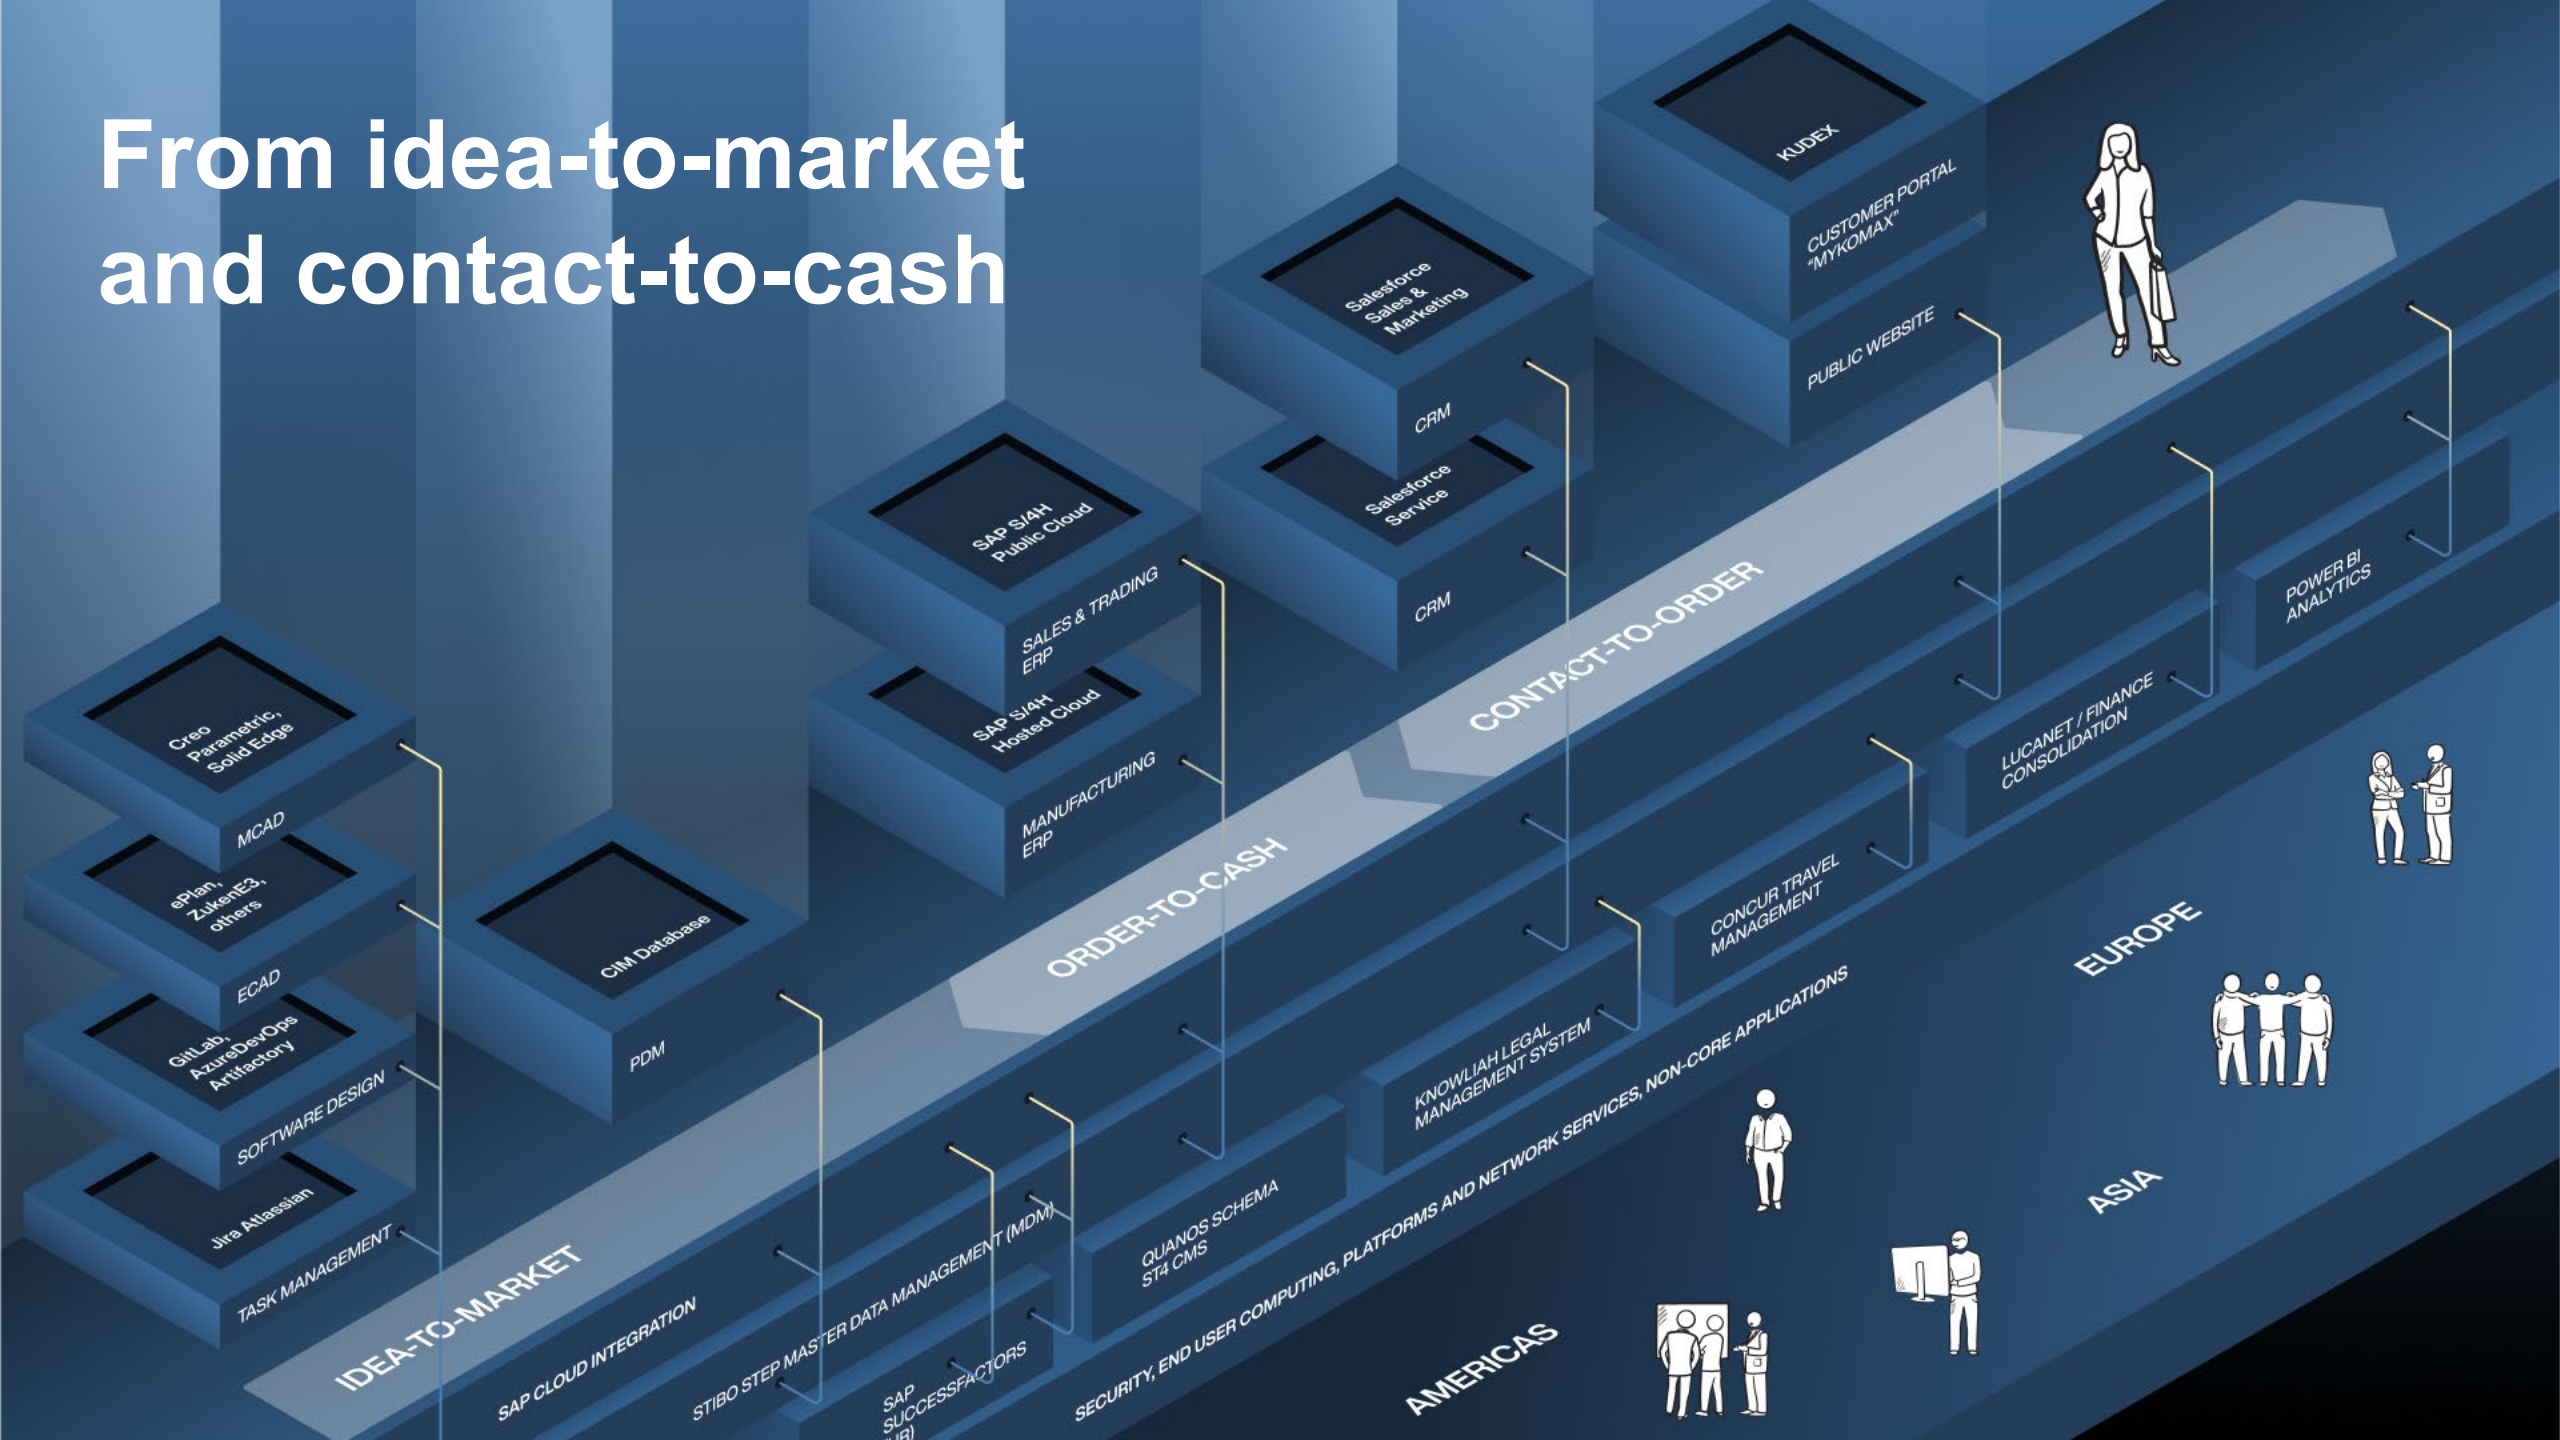 From idea-to-market
and contact-to-cash
KUDEX
CUSTOMER PORTAL
“MYKOMAX”
PUBLIC WEBSITE
Salesforce
Sales &
Marketing
CRM
Salesforce
Service
CRM
SAP S/4H
Public Cloud
SALES & TRADING
ERP
SAP S/4H
Hosted Cloud
MANUFACTURING
ERP
Creo
Parametric,
Solid Edge
MCAD
ePlan,
ZukenE3,
others
ECAD
GitLab,
AzureDevOps
Artifactory
SOFTWARE DESIGN
Jira Atlassian
TASK MANAGEMENT
CIM Database
PDM
IDEA-TO-MARKET
ORDER-TO-CASH
CONTACT-TO-ORDER
SAP CLOUD INTEGRATION
STIBO STEP MASTER DATA MANAGEMENT (MDM)
SAP
SUCCESSFACTORS
QUANOS SCHEMA
ST4 CMS
KNOWLIAH LEGAL
MANAGEMENT SYSTEM
CONCUR TRAVEL
MANAGEMENT
LUCANET / FINANCE
CONSOLIDATION
POWER BI
ANALYTICS
SECURITY, END USER COMPUTING, PLATFORMS AND NETWORK SERVICES, NON-CORE APPLICATIONS
EUROPE
ASIA
AMERICAS